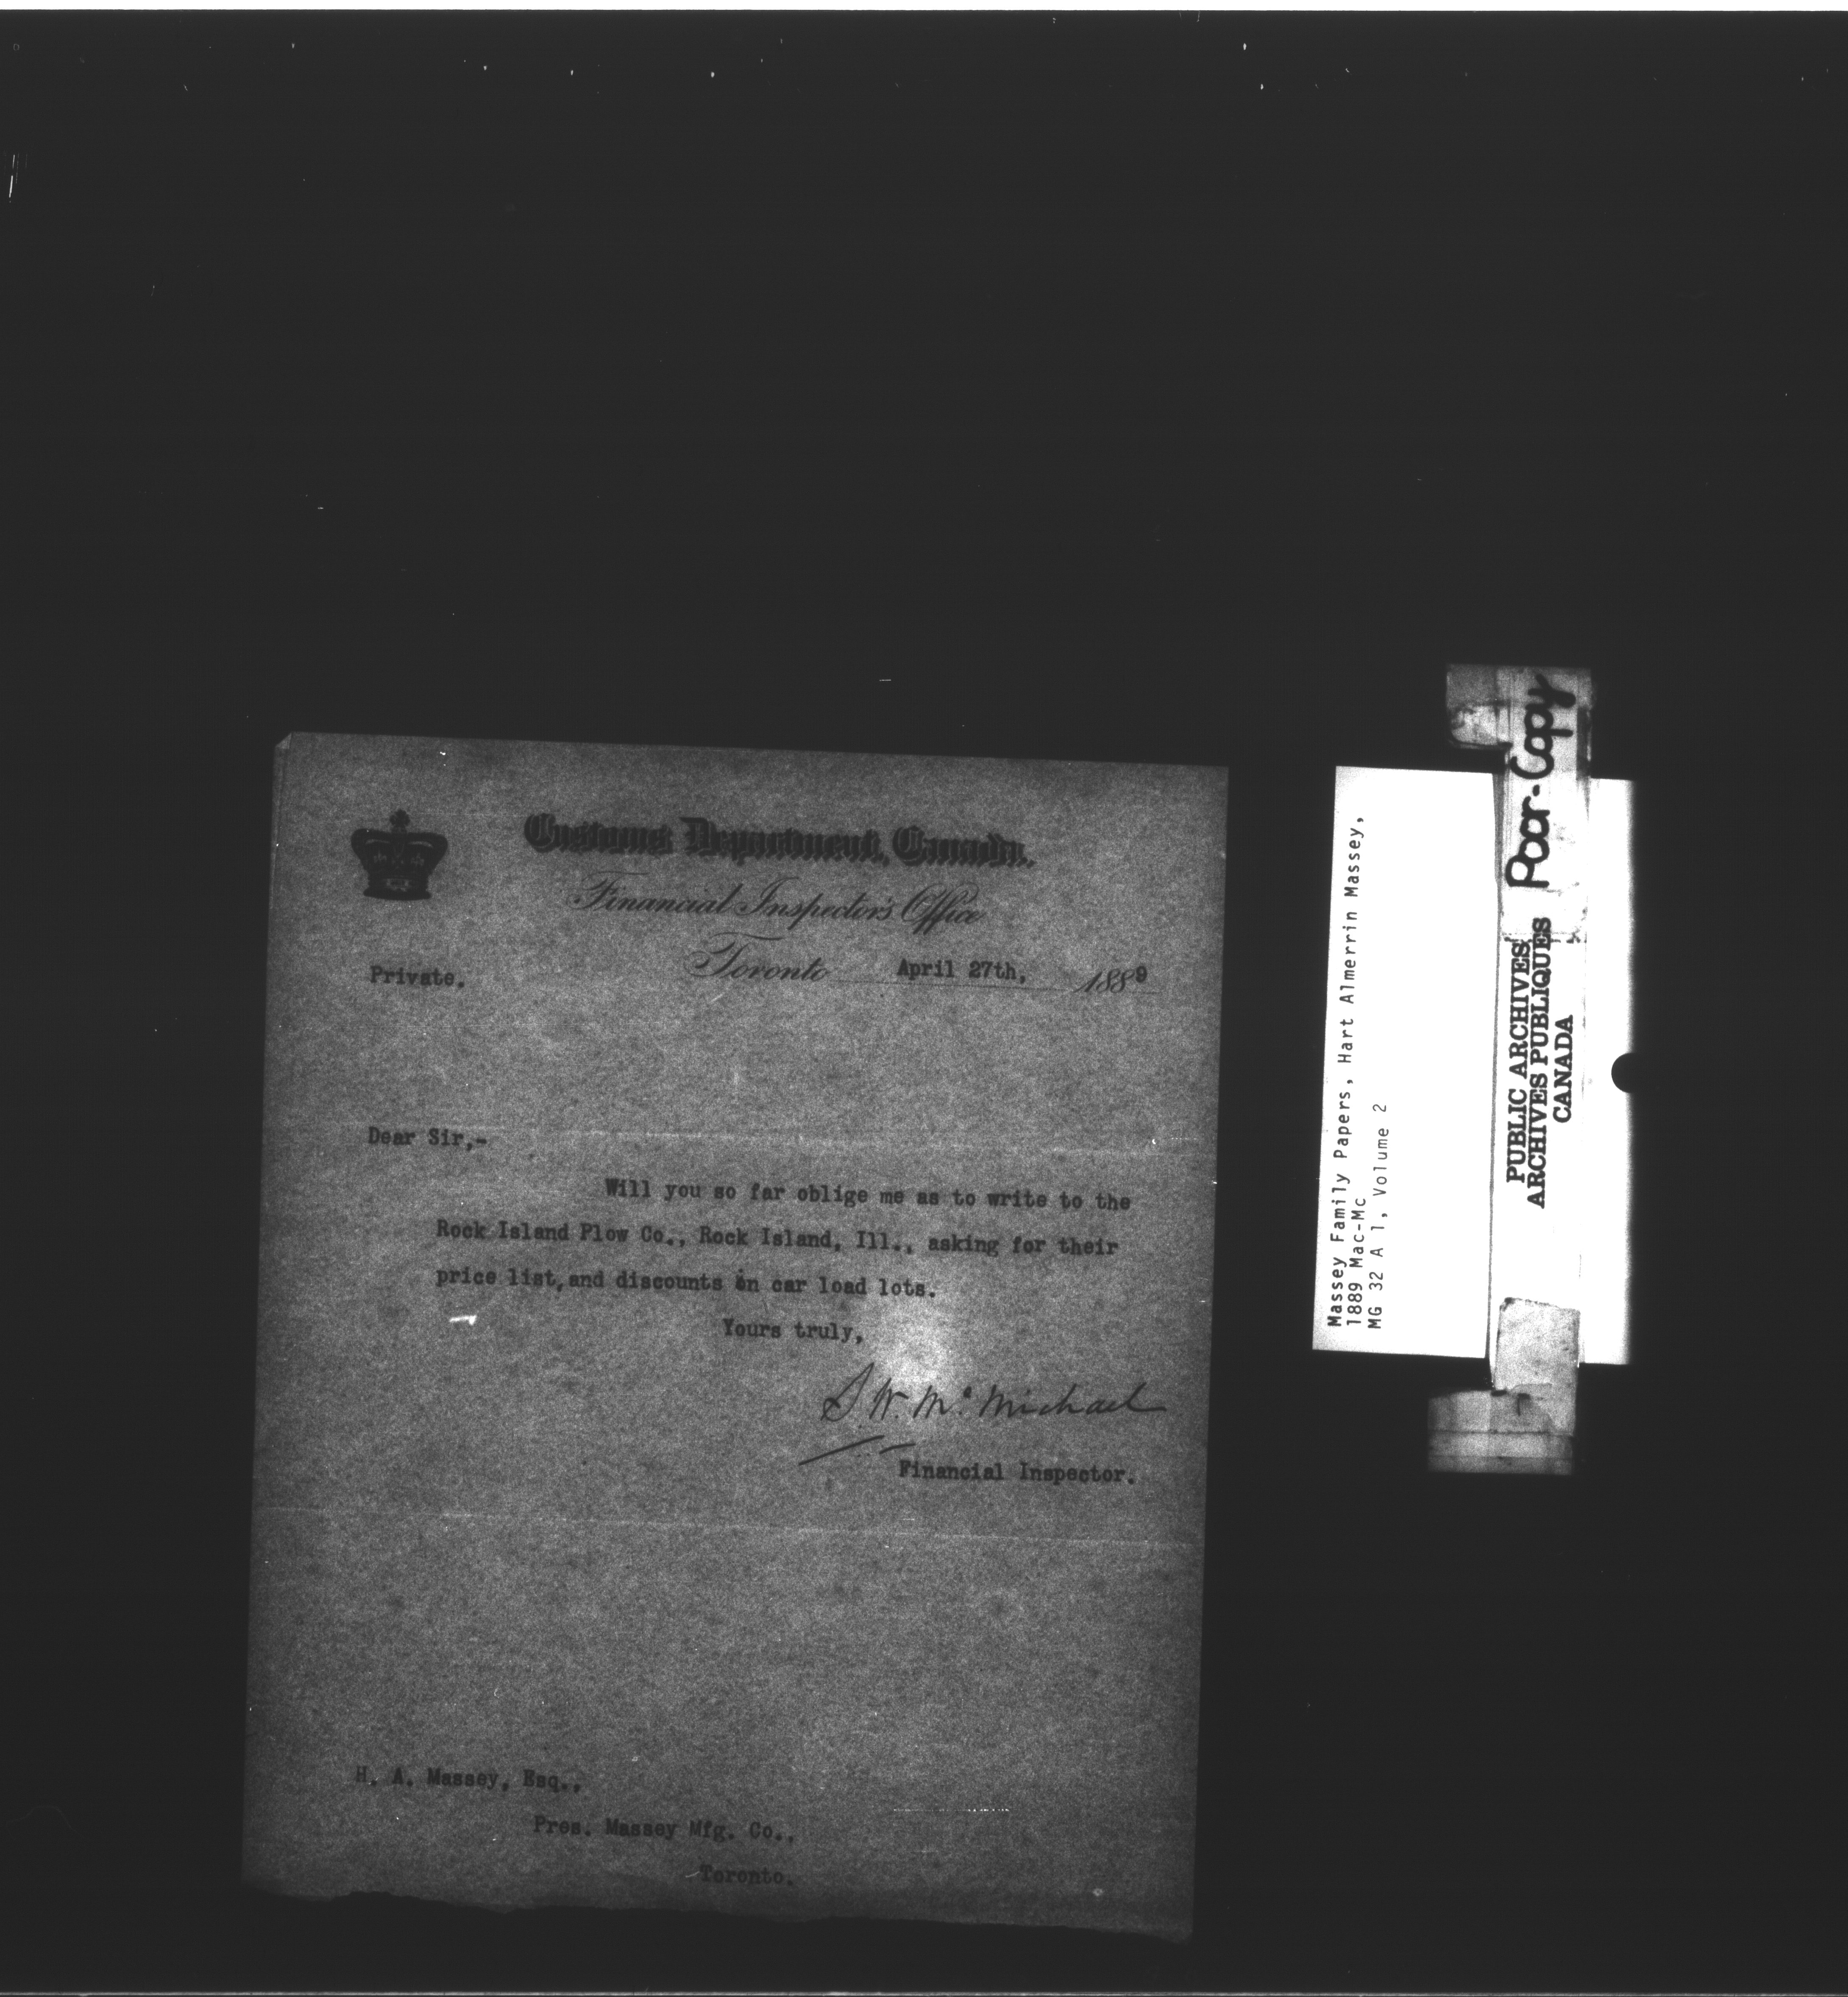 Customs Department, Canada.
Financial Inspector's Office
Private.
Toronto April 27th, 1889
Dear Sir,-
Will you so far oblige me as to write to the
Rock Island Plow Co., Rock Island, Ill., asking for their
price list, and discounts on car load lots.
Yours truly,
S. W. Mc Michael
Financial Inspector.
H. A. Massey, Esq.,
Pres. Massey Mfg. Co.,
Toronto.
Massey Family Papers, Hart Almerrin Massey,
1889 Mac-Mc
MG 32 A 1, Volume 2
PUBLIC ARCHIVES
ARCHIVES PUBLIQUES
CANADA
Poor-Copy